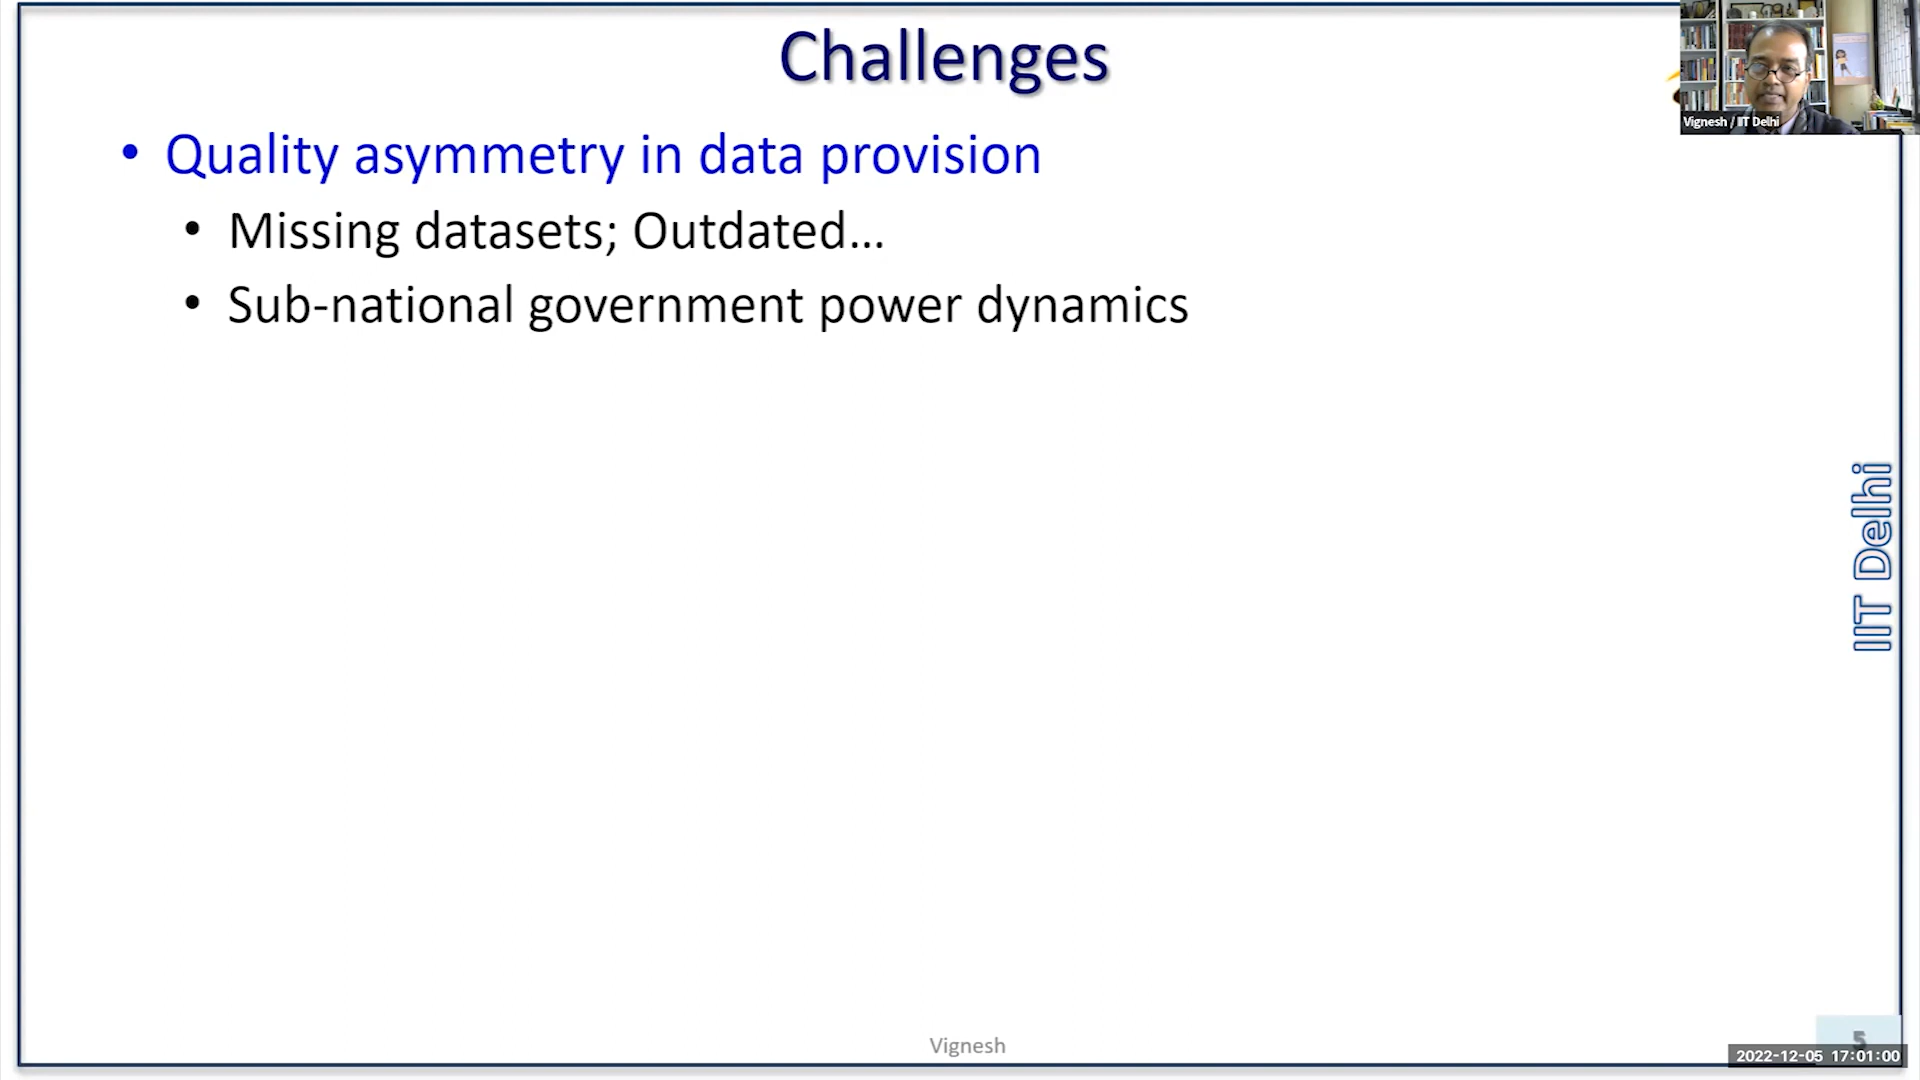 Challenges
Vignesh / IIT Delhi
• Quality asymmetry in data provision
• Missing datasets; Outdated...
• Sub-national government power dynamics
IIT Delhi
Vignesh
5
2022-12-05 17:01:00